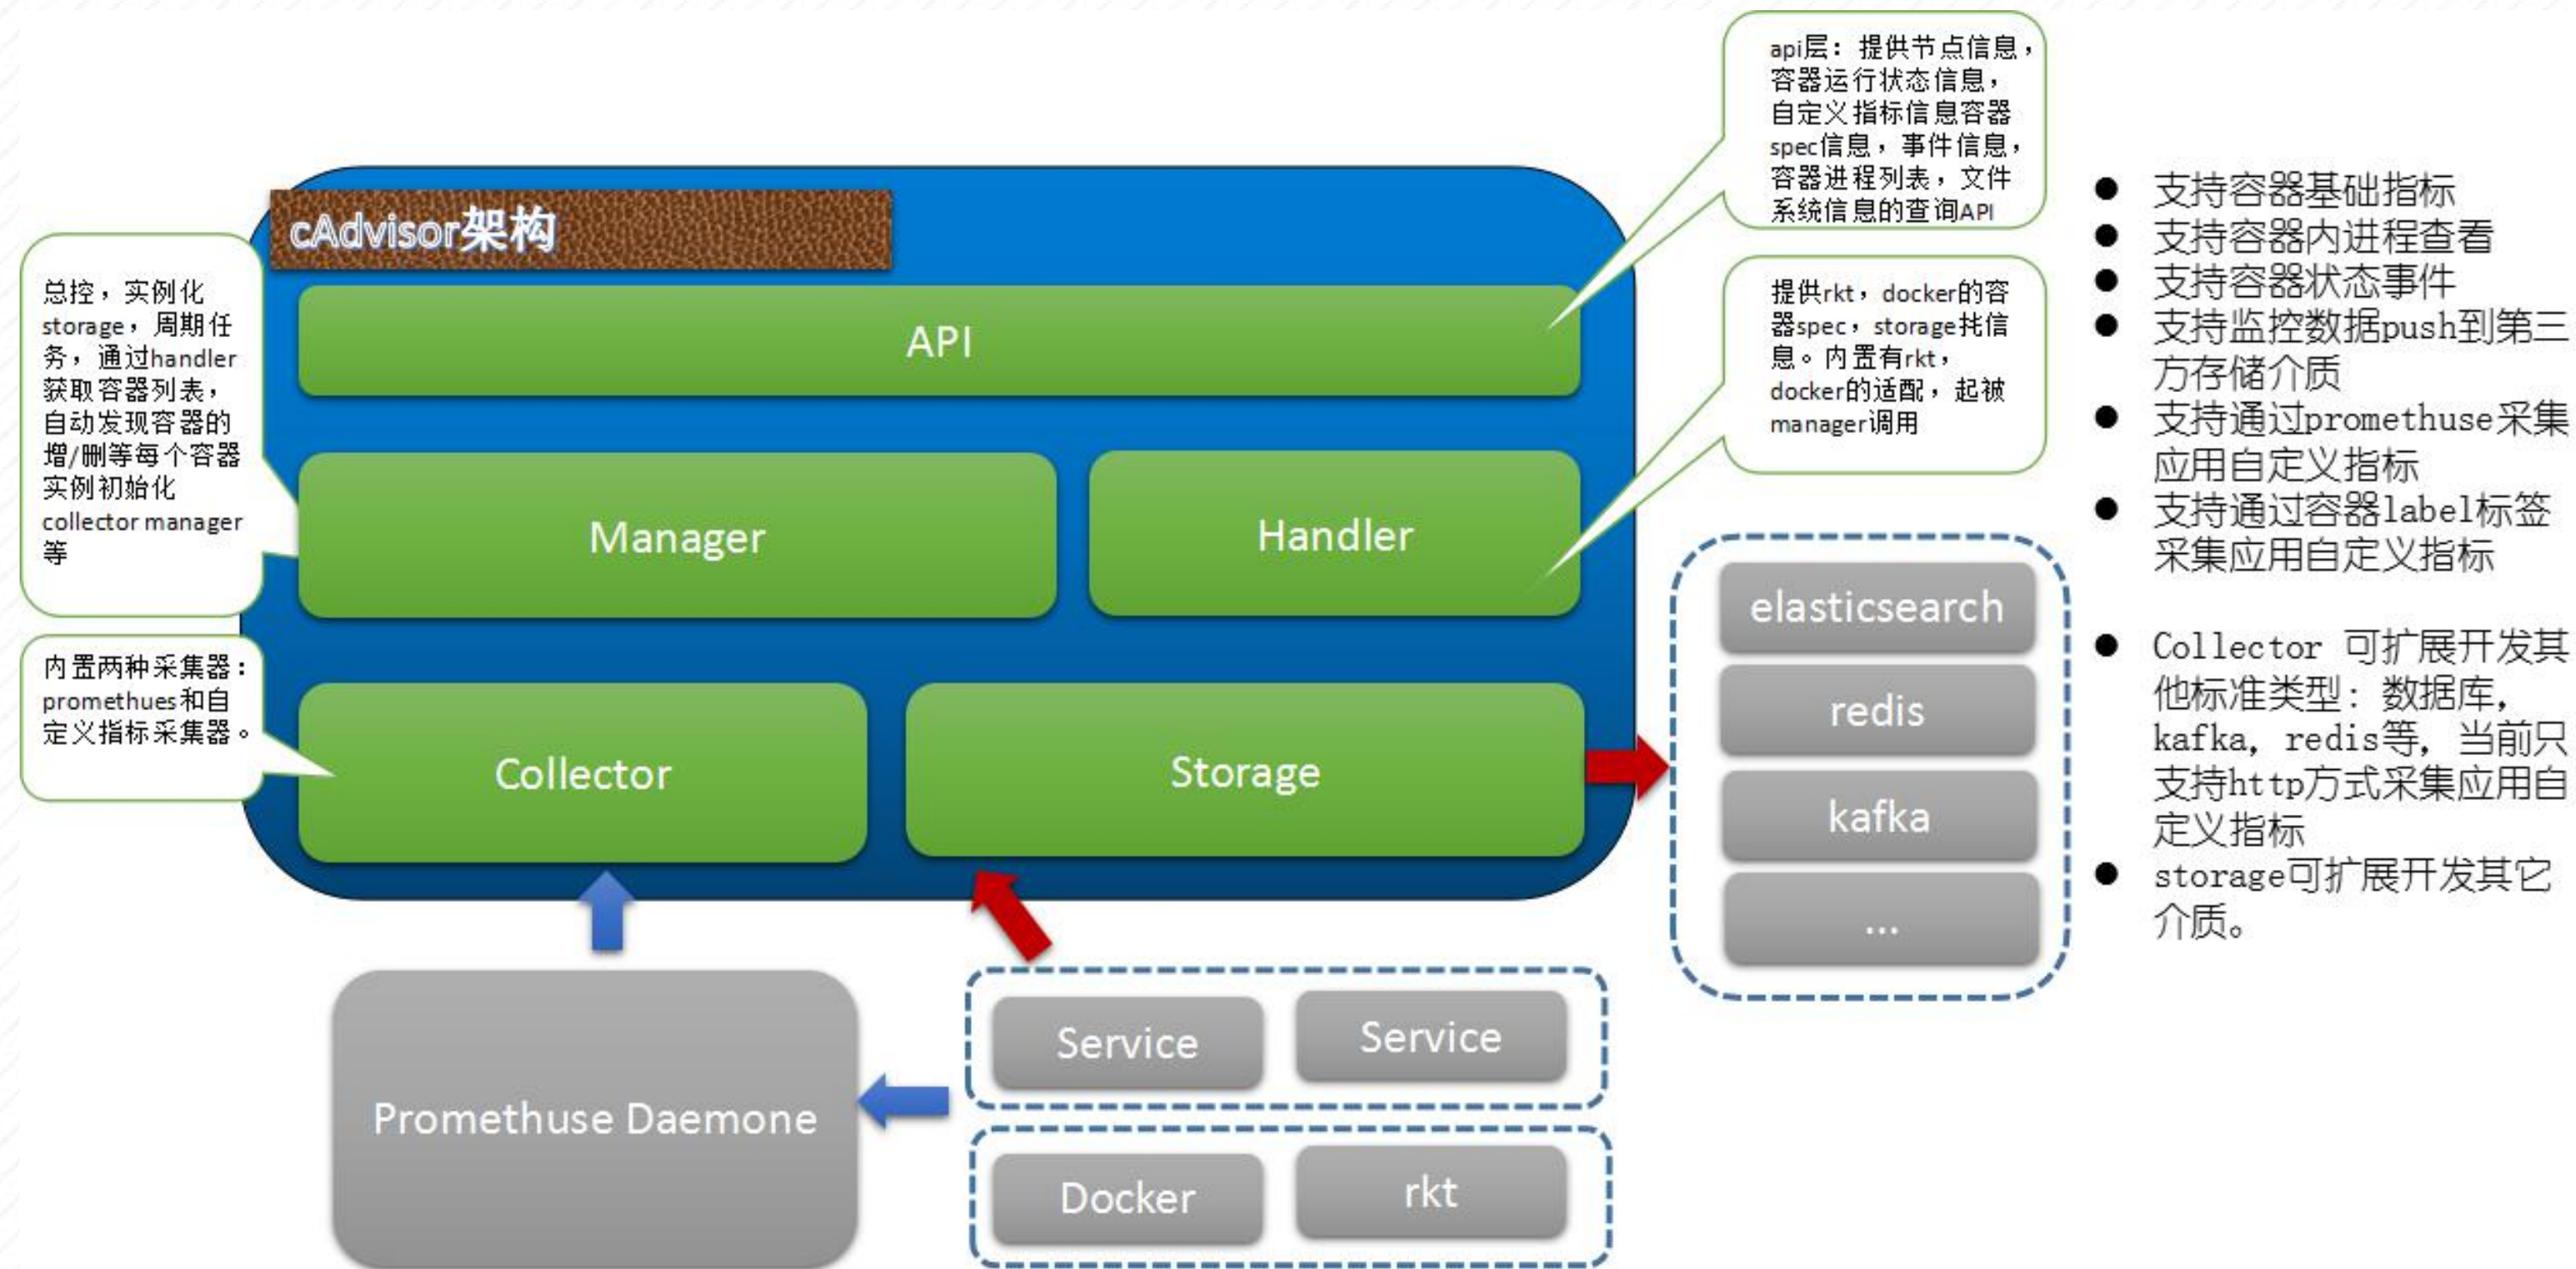 cAdvisor架构
总控，实例化
storage，周期任
务，通过handler
获取容器列表，
自动发现容器的
增/删等每个容器
实例初始化
collector manager
等
内置两种采集器：
promethues和自
定义指标采集器。
API
Manager
Handler
Collector
Storage
api层：提供节点信息，
容器运行状态信息，
自定义指标信息容器
spec信息，事件信息，
容器进程列表，文件
系统信息的查询API
提供rkt，docker的容
器spec，storage扽信
息。内置有rkt，
docker的适配，起被
manager调用
elasticsearch
redis
kafka
...
Promethuse Daemone
Service
Service
Docker
rkt
● 支持容器基础指标
● 支持容器内进程查看
● 支持容器状态事件
● 支持监控数据push到第三
方存储介质
● 支持通过promethuse采集
应用自定义指标
● 支持通过容器label标签
采集应用自定义指标
● Collector 可扩展开发其
他标准类型：数据库，
kafka，redis等，当前只
支持http方式采集应用自
定义指标
● storage可扩展开发其它
介质。